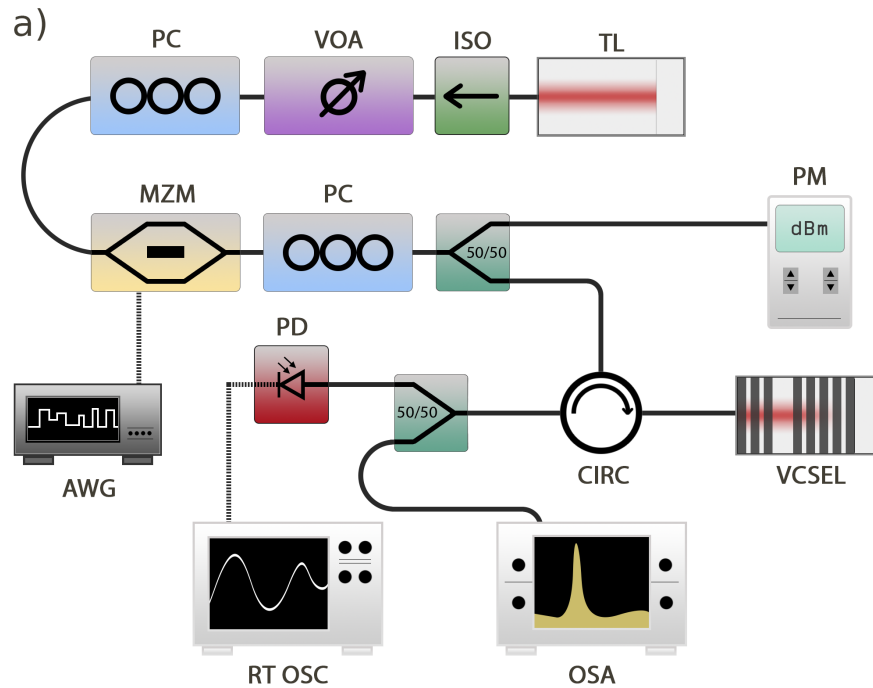 a)
PC
VOA
ISO
TL
MZM
PC
PM
50/50
dBm
PD
50/50
AWG
CIRC
VCSEL
RT OSC
OSA